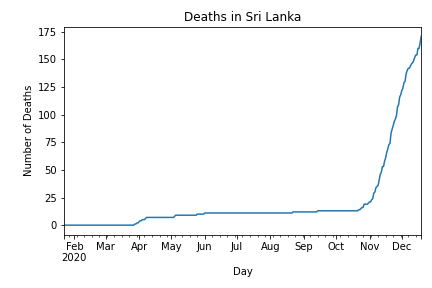 Deaths in Sri Lanka
175
150
125
100
75
50
25
0
Number of Deaths
Feb Mar Apr May Jun Jul Aug Sep Oct Nov Dec
2020
Day